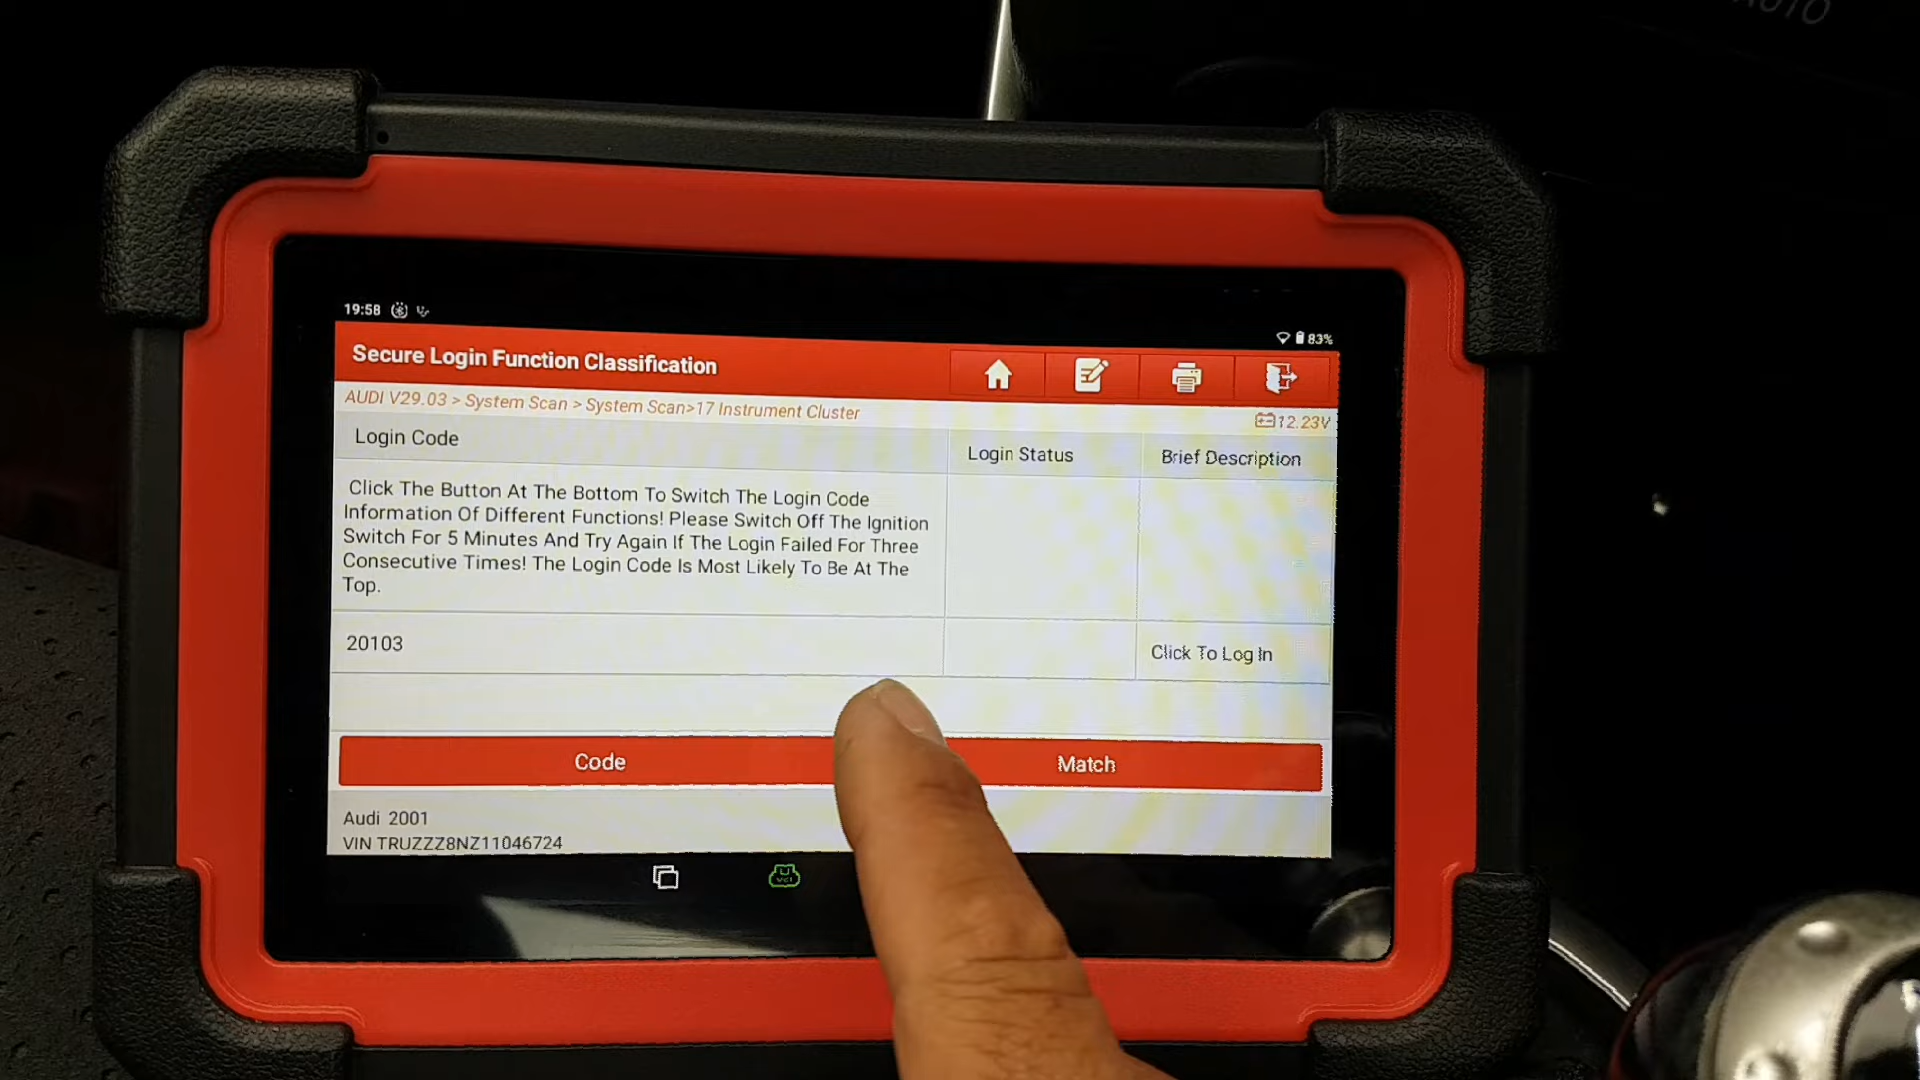 AUTO
19:58
83%
Secure Login Function Classification
AUDI V29.03 > System Scan > System Scan>17 Instrument Cluster
12.23V
Login Code
Login Status
Brief Description
Click The Button At The Bottom To Switch The Login Code
Information Of Different Functions! Please Switch Off The Ignition
Switch For 5 Minutes And Try Again If The Login Failed For Three
Consecutive Times! The Login Code Is Most Likely To Be At The
Top.
20103
Click To Log In
Code
Match
Audi 2001
VIN TRUZZZ8NZ11046724
VCI